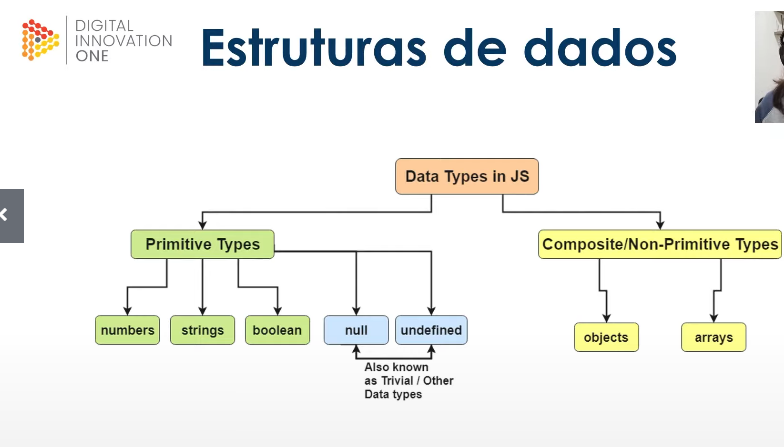 DIGITAL
INNOVATION
ONE
Estruturas de dados
Data Types in JS
Primitive Types
Composite/Non-Primitive Types
numbers
strings
boolean
null
undefined
objects
arrays
Also known
as Trivial / Other
Data types